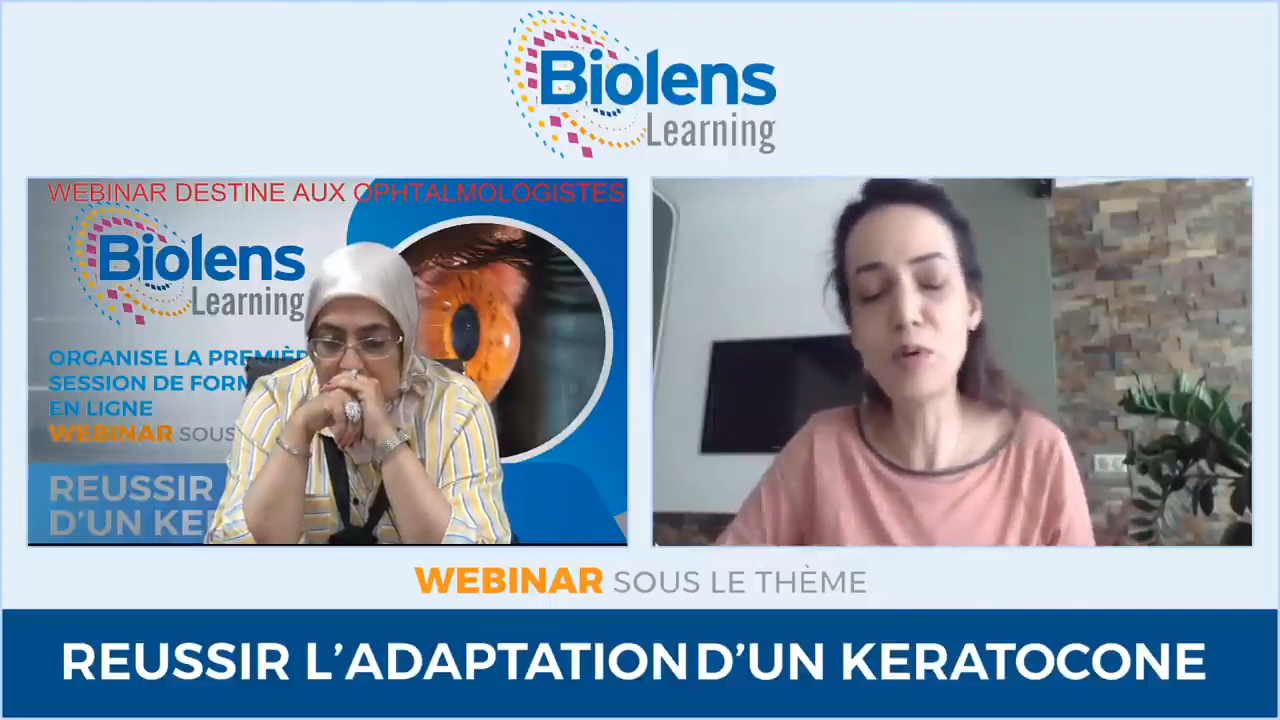 Biolens
Learning
WEBINAR DESTINE AUX OPHTALMOLOGISTES
Biolens
Learning
ORGANISE LA PREMIÈR
SESSION DE FORM
EN LIGNE
WEBINAR SOUS
REUSSIR
D'UN KE
WEBINAR SOUS LE THÈME
REUSSIR L'ADAPTATION D'UN KERATOCONE